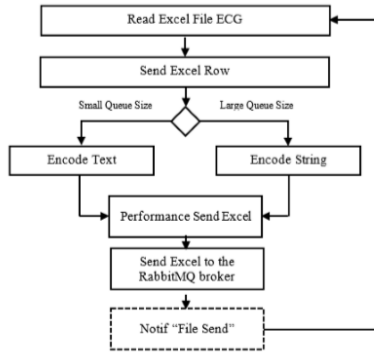 Read Excel File ECG
Send Excel Row
Small Queue Size
Large Queue Size
Encode Text
Encode String
Performance Send Excel
Send Excel to the
RabbitMQ broker
Notif “File Send”